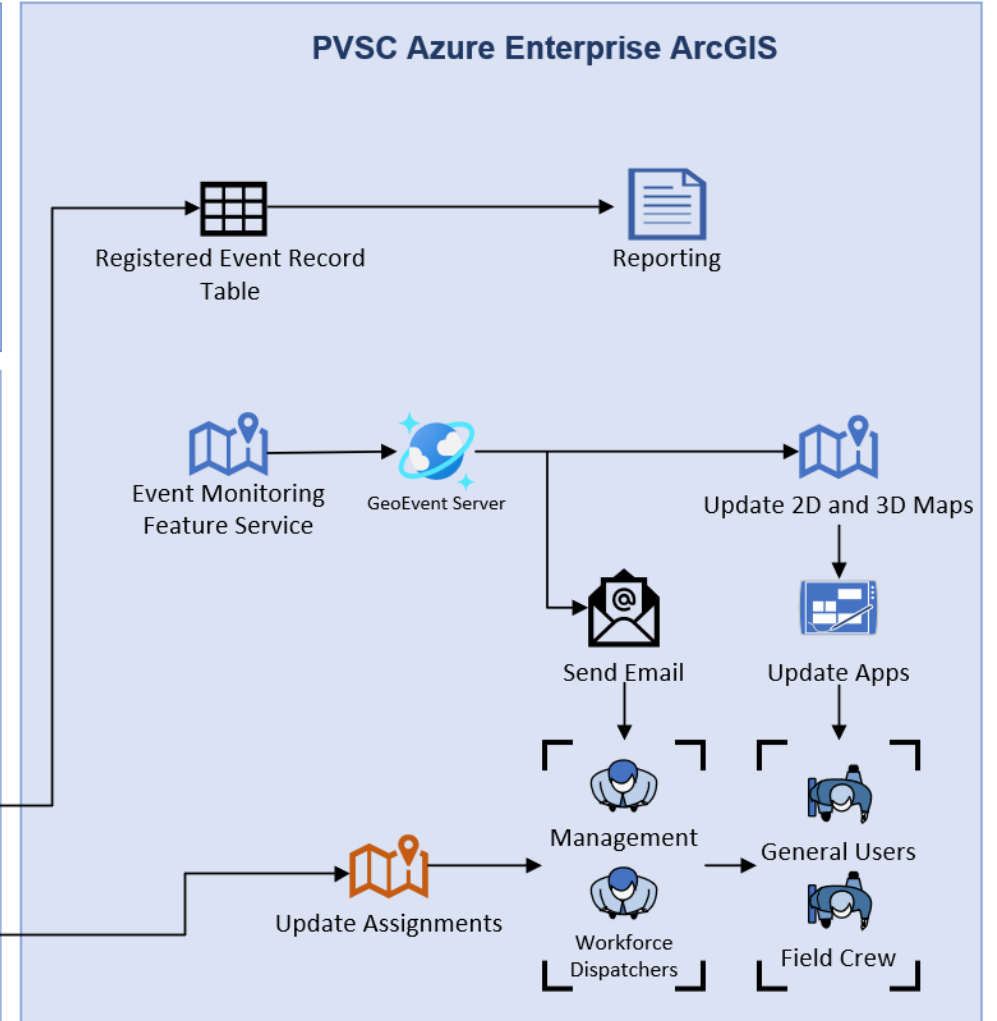 PVSC Azure Enterprise ArcGIS
Registered Event Record
Table
Reporting
Event Monitoring
Feature Service
GeoEvent Server
Update 2D and 3D Maps
@
Send Email
Update Apps
Management
General Users
Update Assignments
Workforce
Dispatchers
Field Crew